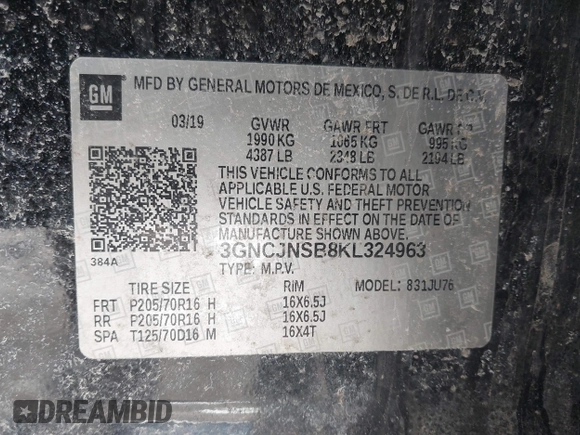 GM
MFD BY GENERAL MOTORS DE MEXICO, S. DE R.L. DE C.V.
03/19 GVWR GAWR FRT GAWR RR
1990 KG 1065 KG 995 KG
4387 LB 2348 LB 2194 LB
THIS VEHICLE CONFORMS TO ALL
APPLICABLE U.S. FEDERAL MOTOR
VEHICLE SAFETY AND THEFT PREVENTION
STANDARDS IN EFFECT ON THE DATE OF
MANUFACTURE SHOWN ABOVE.
384A
3GNCJNSB8KL324963
TYPE: M.P.V.
TIRE SIZE RIM MODEL: 831JU76
FRT P205/70R16 H 16X6.5J
RR P205/70R16 H 16X6.5J
SPA T125/70D16 M 16X4T
DREAMBID